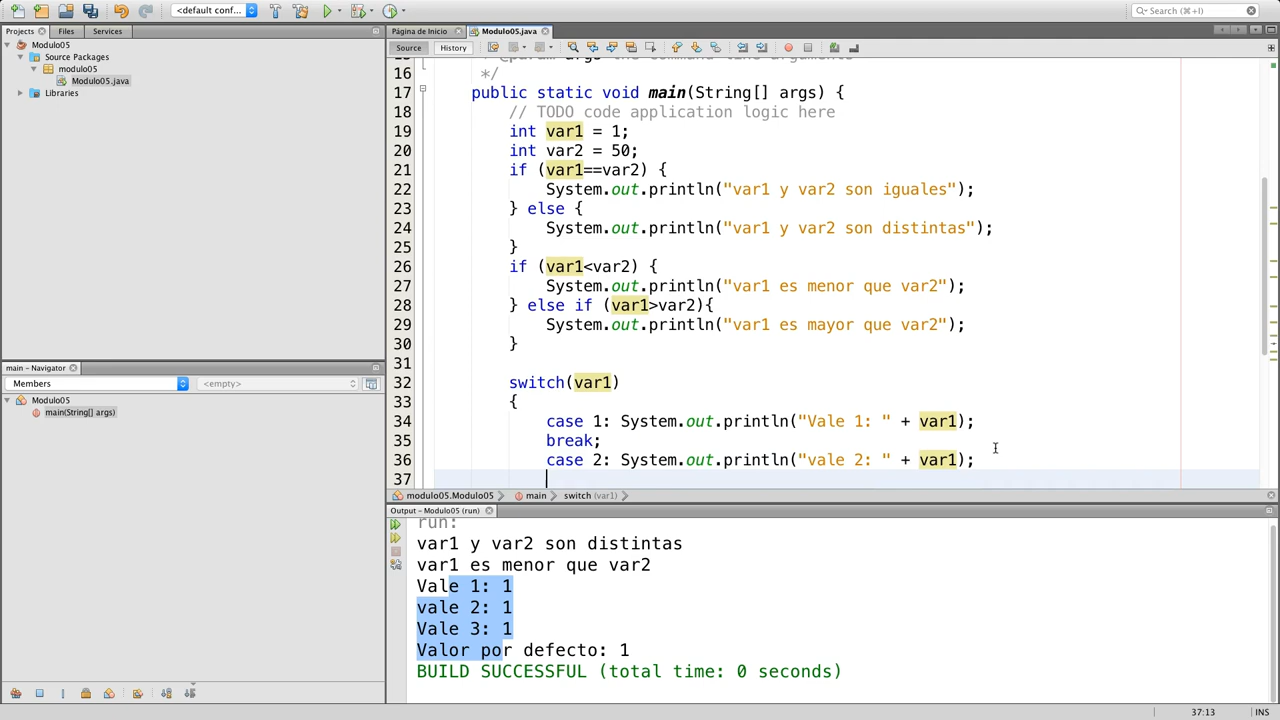 <default conf...
Search (⌘+I)
Projects
Files
Services
Página de Inicio
Modulo05.java
Source
History
Modulo05
Source Packages
modulo05
Modulo05.java
Libraries
16 */
17 public static void main(String[] args) {
18 // TODO code application logic here
19 int var1 = 1;
20 int var2 = 50;
21 if (var1==var2) {
22 System.out.println("var1 y var2 son iguales");
23 } else {
24 System.out.println("var1 y var2 son distintas");
25 }
26 if (var1<var2) {
27 System.out.println("var1 es menor que var2");
28 } else if (var1>var2){
29 System.out.println("var1 es mayor que var2");
30 }
31
32 switch(var1)
33 {
34 case 1: System.out.println("Vale 1: " + var1);
35 break;
36 case 2: System.out.println("vale 2: " + var1);
37
main - Navigator
Members
<empty>
Modulo05
main(String[] args)
modulo05.Modulo05
main
switch (var1)
Output - Modulo05 (run)
run:
var1 y var2 son distintas
var1 es menor que var2
Vale 1: 1
vale 2: 1
Vale 3: 1
Valor por defecto: 1
BUILD SUCCESSFUL (total time: 0 seconds)
37:13
INS